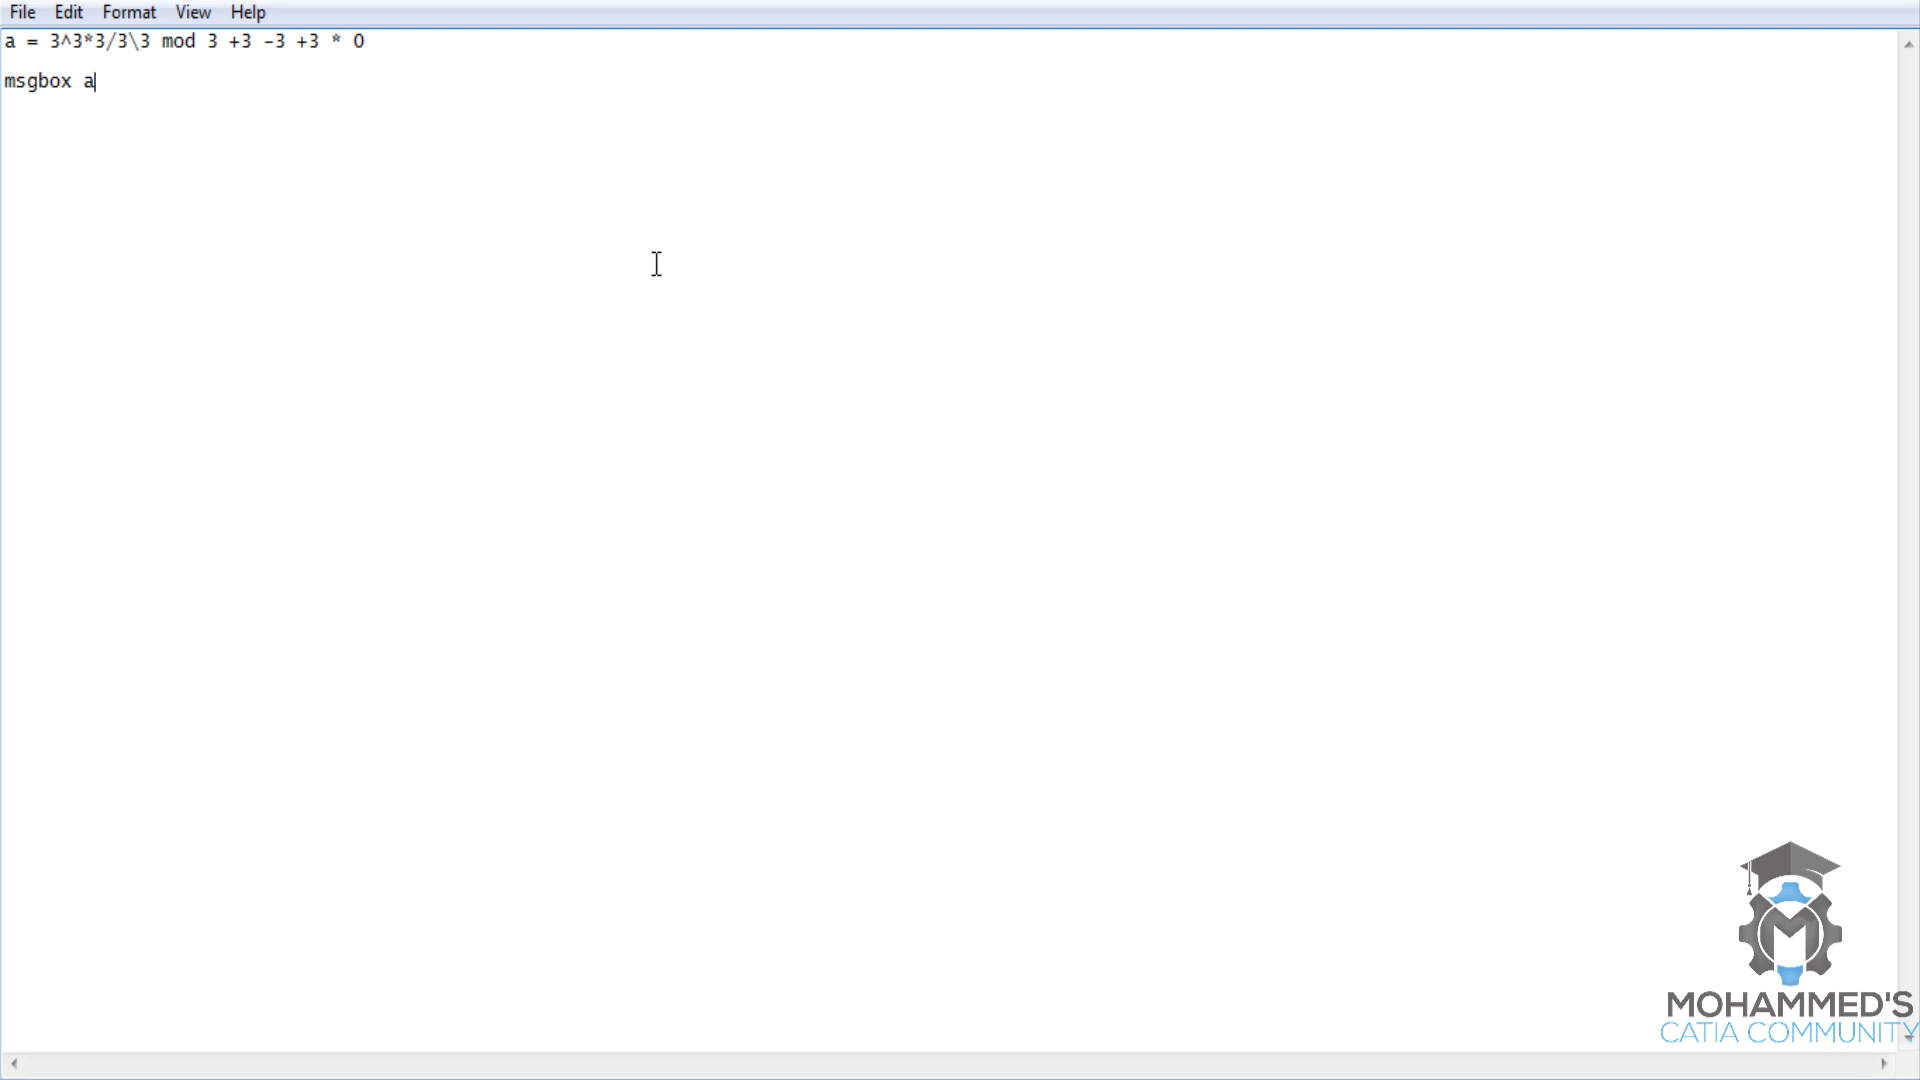 File Edit Format View Help
a = 3^3*3/3\3 mod 3 +3 -3 +3 * 0
msgbox a
MOHAMMED'S
CATIA COMMUNITY